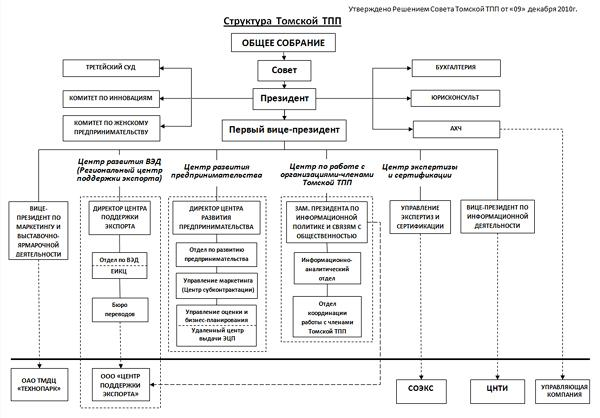 Утверждено Решением Совета Томской ТПП от «09» декабря 2010г.
Структура Томской ТПП
ОБЩЕЕ СОБРАНИЕ
Совет
Президент
Первый вице-президент
ТРЕТЕЙСКИЙ СУД
КОМИТЕТ ПО ИННОВАЦИЯМ
КОМИТЕТ ПО ЖЕНСКОМУ
ПРЕДПРИНИМАТЕЛЬСТВУ
БУХГАЛТЕРИЯ
ЮРИСКОНСУЛЬТ
АХЧ
Центр развития ВЭД
(Региональный центр
поддержки экспорта)
Центр развития
предпринимательства
Центр по работе с
организациями-членами
Томской ТПП
Центр экспертизы
и сертификации
ВИЦЕ-
ПРЕЗИДЕНТ ПО
МАРКЕТИНГУ И
ВЫСТАВОЧНО-
ЯРМАРОЧНОЙ
ДЕЯТЕЛЬНОСТИ
ДИРЕКТОР ЦЕНТРА
ПОДДЕРЖКИ
ЭКСПОРТА
Отдел по ВЭД
ЕИКЦ
Бюро
переводов
ДИРЕКТОР ЦЕНТРА
РАЗВИТИЯ
ПРЕДПРИНИМАТЕЛЬСТВА
Отдел по развитию
предпринимательства
Управление маркетинга
(Центр субконтрактации)
Управление оценки и
бизнес-планирования
Удаленный центр
выдачи ЭЦП
ЗАМ. ПРЕЗИДЕНТА ПО
ИНФОРМАЦИОННОЙ
ПОЛИТИКЕ И СВЯЗЯМ С
ОБЩЕСТВЕННОСТЬЮ
Информационно-
аналитический
отдел
Отдел
координации
работы с членами
Томской ТПП
УПРАВЛЕНИЕ
ЭКСПЕРТИЗ И
СЕРТИФИКАЦИИ
ВИЦЕ-ПРЕЗИДЕНТ ПО
ИНФОРМАЦИОННОЙ
ДЕЯТЕЛЬНОСТИ
ОАО ТМДЦ
«ТЕХНОПАРК»
ООО «ЦЕНТР
ПОДДЕРЖКИ
ЭКСПОРТА»
СОЭКС
ЦНТИ
УПРАВЛЯЮЩАЯ
КОМПАНИЯ